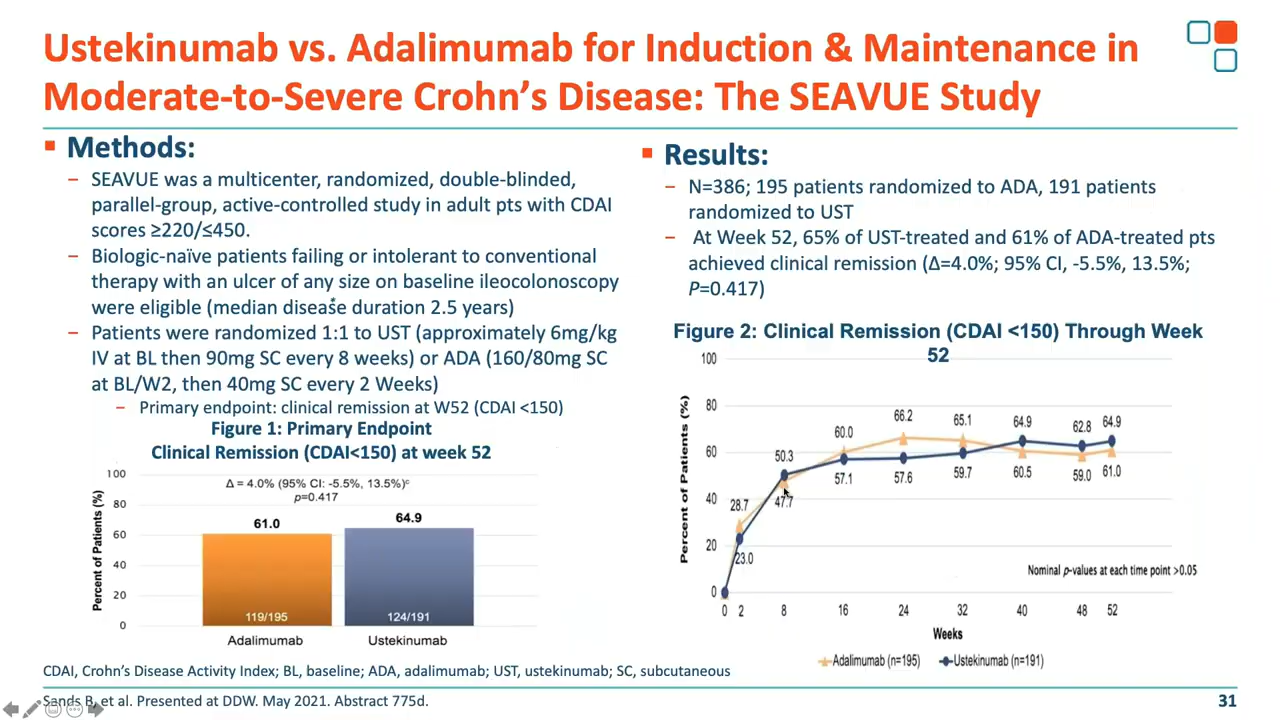 Ustekinumab vs. Adalimumab for Induction & Maintenance in
Moderate-to-Severe Crohn's Disease: The SEAVUE Study
Methods:
– SEAVUE was a multicenter, randomized, double-blinded,
parallel-group, active-controlled study in adult pts with CDAI
scores ≥220/≤450.
– Biologic-naïve patients failing or intolerant to conventional
therapy with an ulcer of any size on baseline ileocolonoscopy
were eligible (median disease duration 2.5 years)
– Patients were randomized 1:1 to UST (approximately 6mg/kg
IV at BL then 90mg SC every 8 weeks) or ADA (160/80mg SC
at BL/W2, then 40mg SC every 2 Weeks)
– Primary endpoint: clinical remission at W52 (CDAI <150)
Figure 1: Primary Endpoint
Clinical Remission (CDAI<150) at week 52
Percent of Patients (%)
100
80
60
40
20
0
Δ = 4.0% (95% CI: -5.5%, 13.5%)ᶜ
p=0.417
61.0
64.9
119/195
124/191
Adalimumab
Ustekinumab
Results:
– N=386; 195 patients randomized to ADA, 191 patients
randomized to UST
– At Week 52, 65% of UST-treated and 61% of ADA-treated pts
achieved clinical remission (Δ=4.0%; 95% CI, -5.5%, 13.5%;
P=0.417)
Figure 2: Clinical Remission (CDAI <150) Through Week
52
Percent of Patients (%)
100
80
60
40
20
0
28.7
50.3
60.0
66.2
65.1
64.9
62.8
64.9
23.0
47.7
57.1
57.6
59.7
60.5
59.0
61.0
Nominal p-values at each time point >0.05
0 2 8 16 24 32 40 48 52
Weeks
Adalimumab (n=195) Ustekinumab (n=191)
CDAI, Crohn's Disease Activity Index; BL, baseline; ADA, adalimumab; UST, ustekinumab; SC, subcutaneous
Sands B, et al. Presented at DDW. May 2021. Abstract 775d.
31